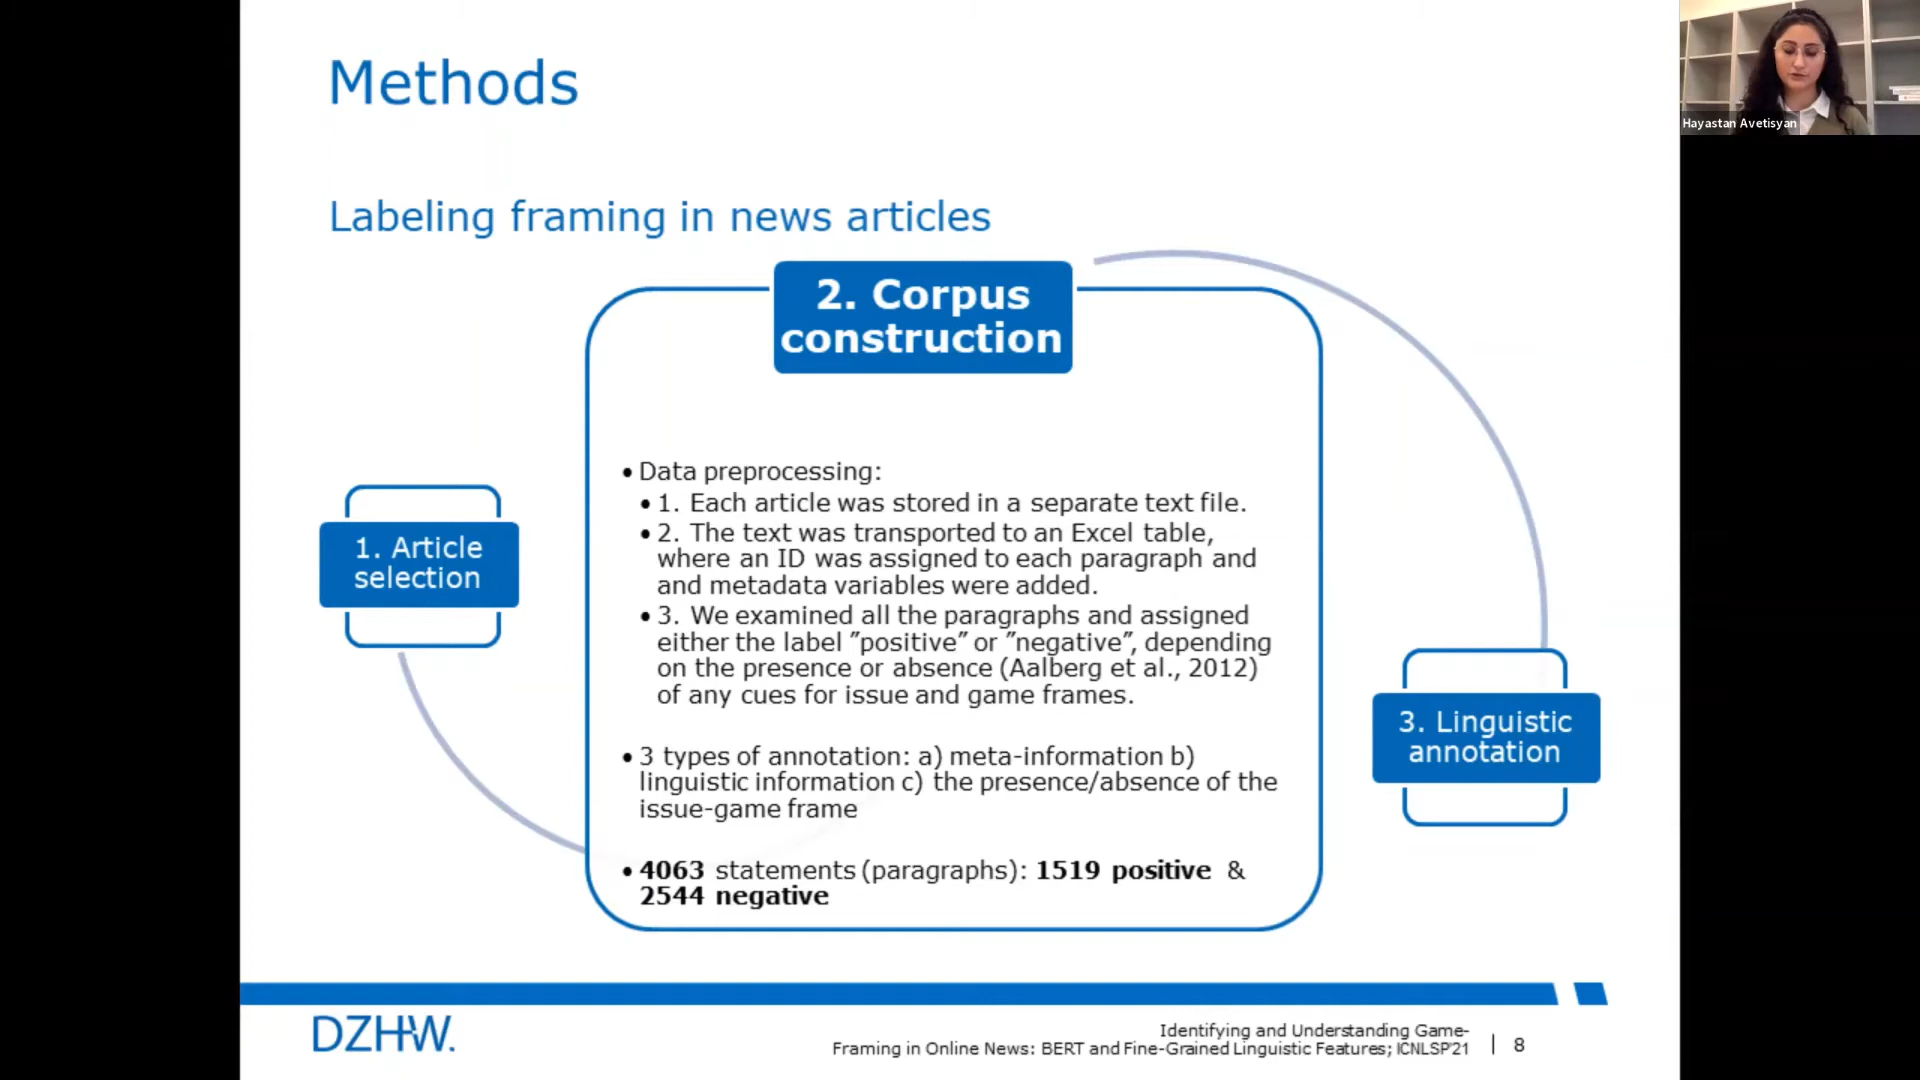 Methods
Labeling framing in news articles
2. Corpus
construction
• Data preprocessing:
• 1. Each article was stored in a separate text file.
• 2. The text was transported to an Excel table,
where an ID was assigned to each paragraph and
and metadata variables were added.
• 3. We examined all the paragraphs and assigned
either the label ”positive” or ”negative”, depending
on the presence or absence (Aalberg et al., 2012)
of any cues for issue and game frames.
• 3 types of annotation: a) meta-information b)
linguistic information c) the presence/absence of the
issue-game frame
• 4063 statements (paragraphs): 1519 positive &
2544 negative
1. Article
selection
3. Linguistic
annotation
DZHW.
Identifying and Understanding Game-
Framing in Online News: BERT and Fine-Grained Linguistic Features; ICNLSP'21
| 8
Hayastan Avetisyan